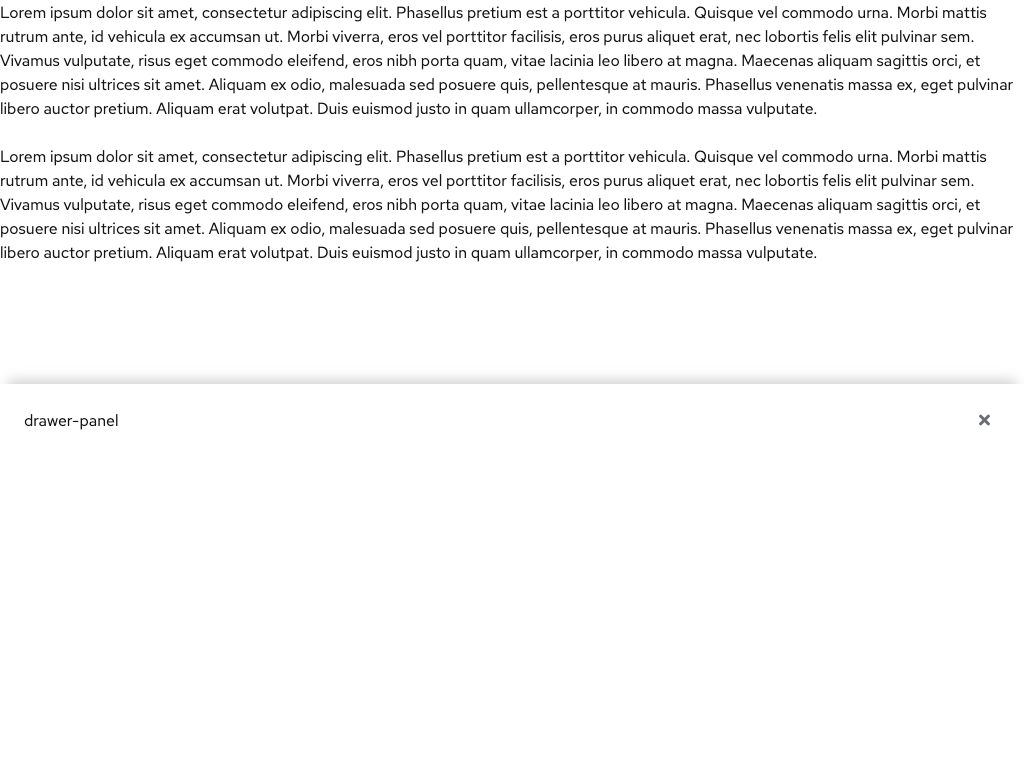 Lorem ipsum dolor sit amet, consectetur adipiscing elit. Phasellus pretium est a porttitor vehicula. Quisque vel commodo urna. Morbi mattis
rutrum ante, id vehicula ex accumsan ut. Morbi viverra, eros vel porttitor facilisis, eros purus aliquet erat, nec lobortis felis elit pulvinar sem.
Vivamus vulputate, risus eget commodo eleifend, eros nibh porta quam, vitae lacinia leo libero at magna. Maecenas aliquam sagittis orci, et
posuere nisi ultrices sit amet. Aliquam ex odio, malesuada sed posuere quis, pellentesque at mauris. Phasellus venenatis massa ex, eget pulvinar
libero auctor pretium. Aliquam erat volutpat. Duis euismod justo in quam ullamcorper, in commodo massa vulputate.
Lorem ipsum dolor sit amet, consectetur adipiscing elit. Phasellus pretium est a porttitor vehicula. Quisque vel commodo urna. Morbi mattis
rutrum ante, id vehicula ex accumsan ut. Morbi viverra, eros vel porttitor facilisis, eros purus aliquet erat, nec lobortis felis elit pulvinar sem.
Vivamus vulputate, risus eget commodo eleifend, eros nibh porta quam, vitae lacinia leo libero at magna. Maecenas aliquam sagittis orci, et
posuere nisi ultrices sit amet. Aliquam ex odio, malesuada sed posuere quis, pellentesque at mauris. Phasellus venenatis massa ex, eget pulvinar
libero auctor pretium. Aliquam erat volutpat. Duis euismod justo in quam ullamcorper, in commodo massa vulputate.
drawer-panel